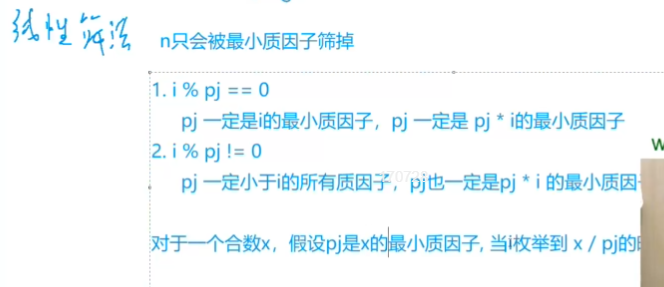 线性筛法
n只会被最小质因子筛掉
1. i % pj == 0
pj 一定是i的最小质因子，pj 一定是 pj * i的最小质因子
2. i % pj != 0
pj 一定小于i的所有质因子，pj也一定是pj * i 的最小质因
对于一个合数x，假设pj是x的最小质因子, 当i枚举到 x / pj的